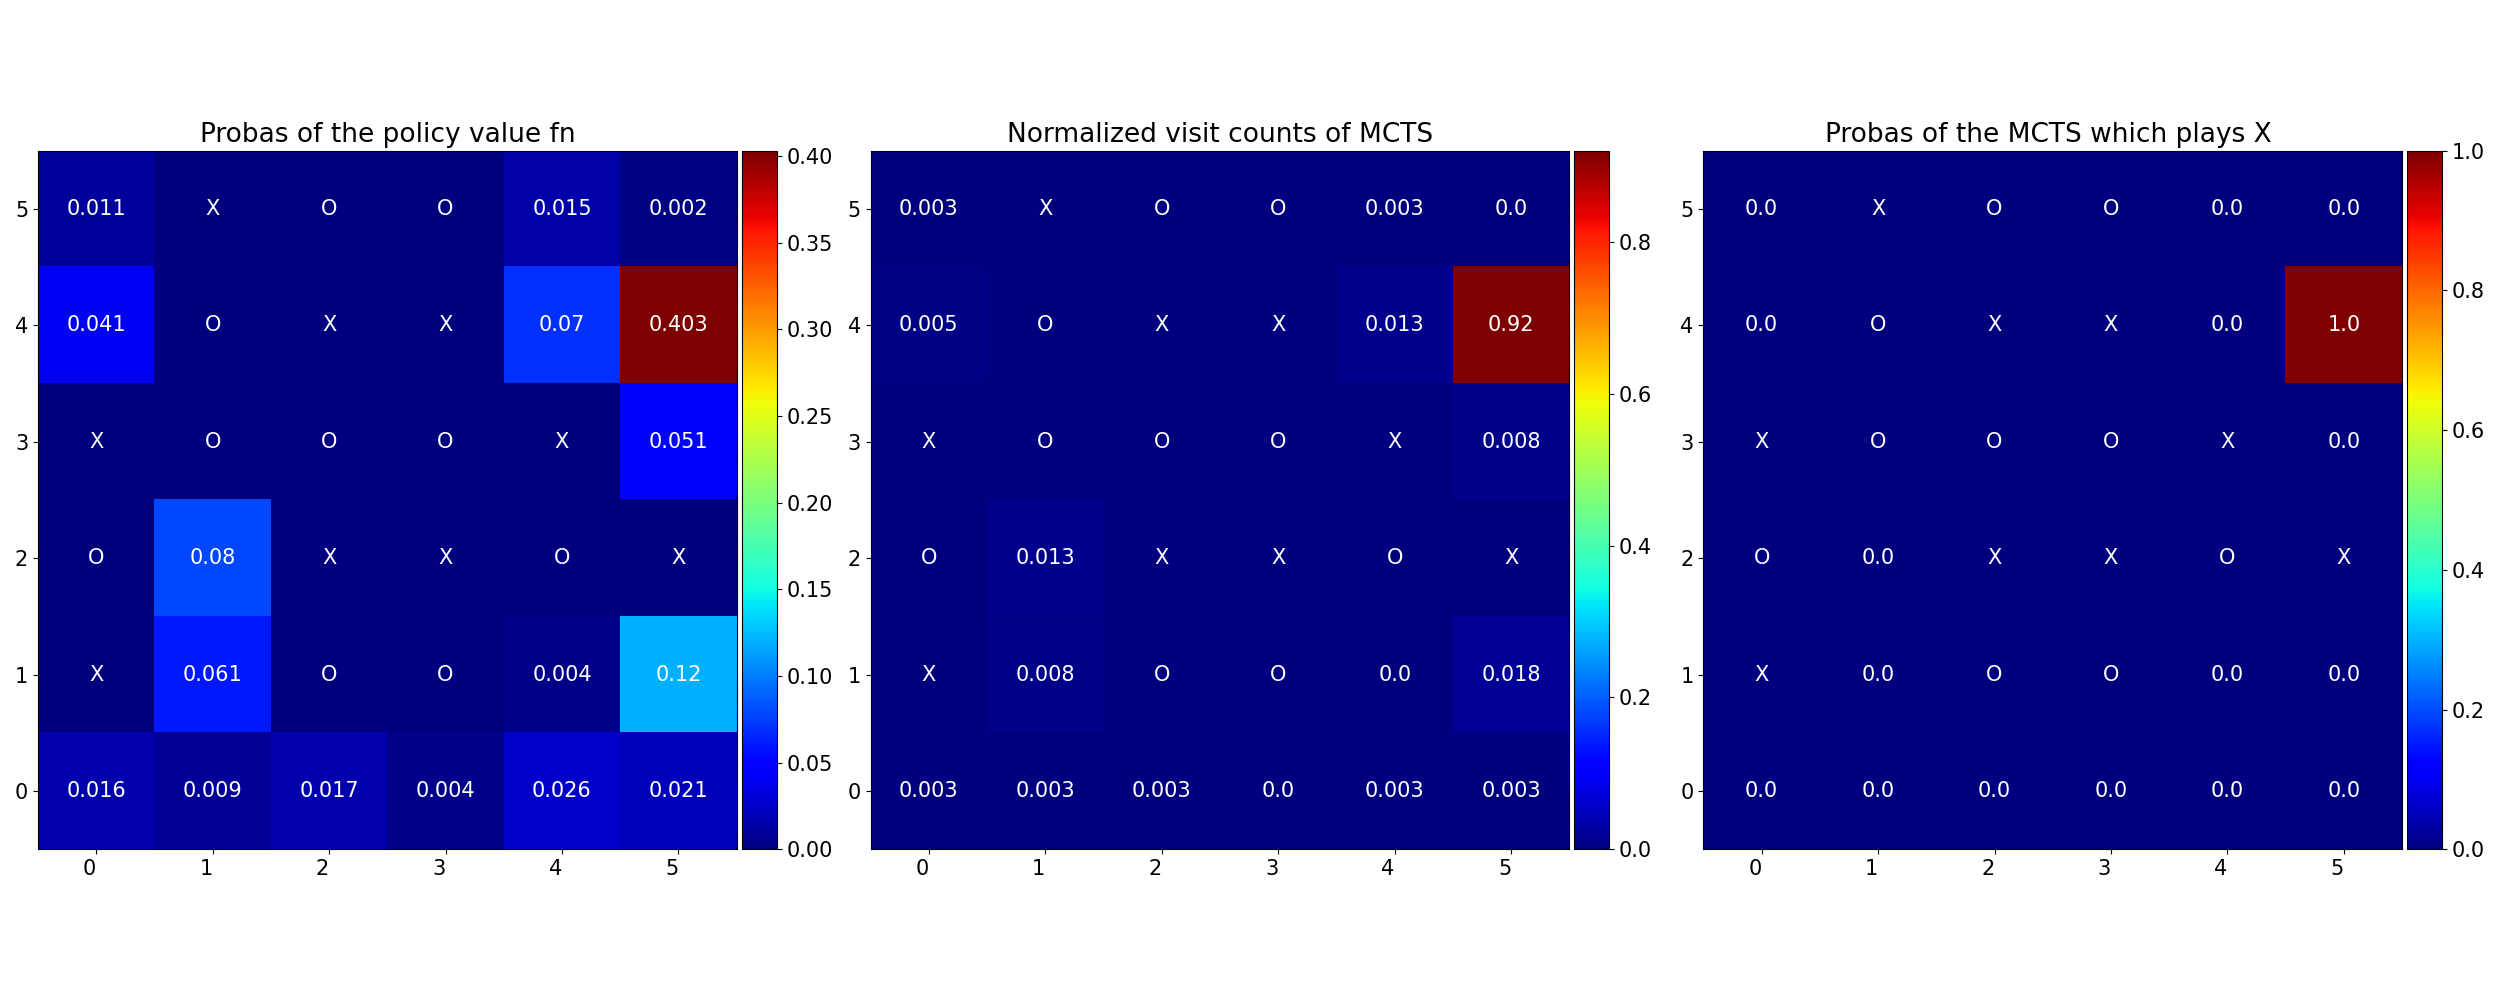 Probas of the policy value fn
0.40
5 0.011 X O O 0.015 0.002
0.35
4 0.041 O X X 0.07 0.403
0.30
0.25
3 X O O O X 0.051
0.20
2 O 0.08 X X O X
0.15
0.10
1 X 0.061 O O 0.004 0.12
0.05
0 0.016 0.009 0.017 0.004 0.026 0.021
0.00
0 1 2 3 4 5
Normalized visit counts of MCTS
5 0.003 X O O 0.003 0.0
0.8
4 0.005 O X X 0.013 0.92
0.6
3 X O O O X 0.008
0.4
2 O 0.013 X X O X
0.2
1 X 0.008 O O 0.0 0.018
0 0.003 0.003 0.003 0.0 0.003 0.003
0.0
0 1 2 3 4 5
Probas of the MCTS which plays X
1.0
5 0.0 X O O 0.0 0.0
0.8
4 0.0 O X X 0.0 1.0
0.6
3 X O O O X 0.0
0.4
2 O 0.0 X X O X
0.2
1 X 0.0 O O 0.0 0.0
0 0.0 0.0 0.0 0.0 0.0 0.0
0.0
0 1 2 3 4 5